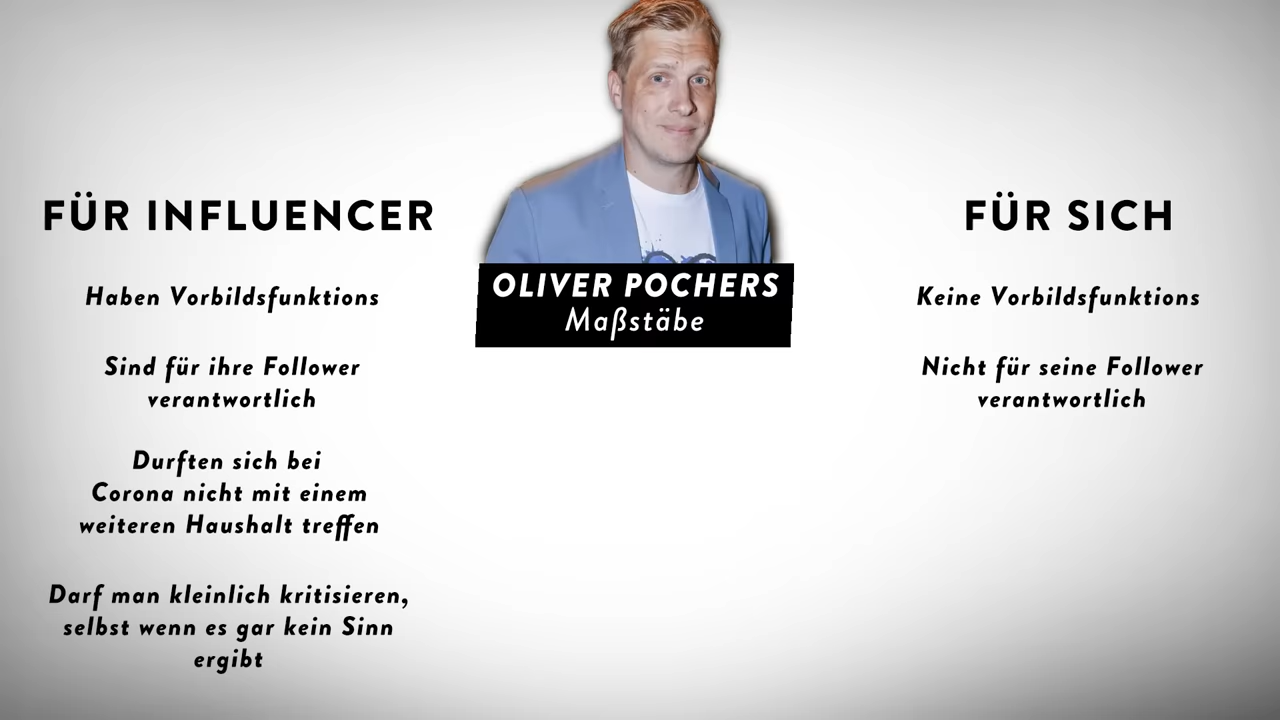 FÜR INFLUENCER
Haben Vorbildsfunktions
Sind für ihre Follower
verantwortlich
Durften sich bei
Corona nicht mit einem
weiteren Haushalt treffen
Darf man kleinlich kritisieren,
selbst wenn es gar kein Sinn
ergibt
OLIVER POCHERS
Maßstäbe
FÜR SICH
Keine Vorbildsfunktions
Nicht für seine Follower
verantwortlich